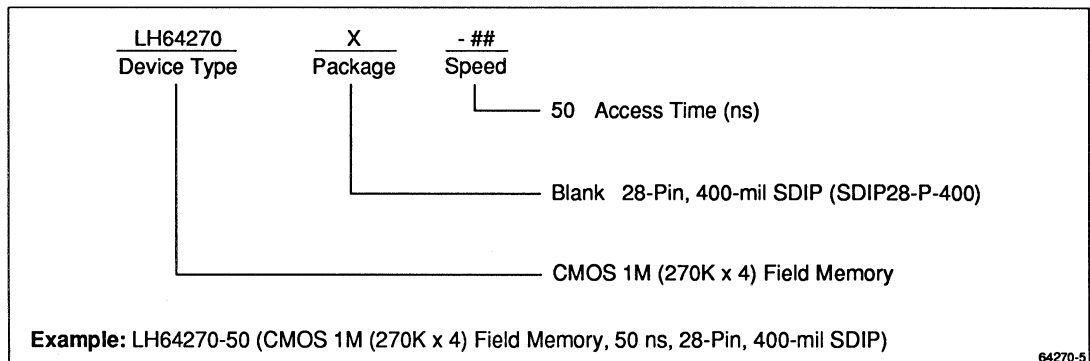 LH64270 X - ##
Device Type Package Speed
50 Access Time (ns)
Blank 28-Pin, 400-mil SDIP (SDIP28-P-400)
CMOS 1M (270K x 4) Field Memory
Example: LH64270-50 (CMOS 1M (270K x 4) Field Memory, 50 ns, 28-Pin, 400-mil SDIP)
64270-5